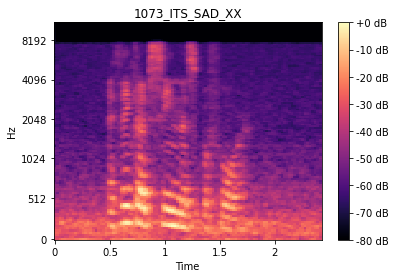 1073_ITS_SAD_XX
Hz
8192
4096
2048
1024
512
0
0
0.5
1
1.5
2
Time
+0 dB
-10 dB
-20 dB
-30 dB
-40 dB
-50 dB
-60 dB
-70 dB
-80 dB